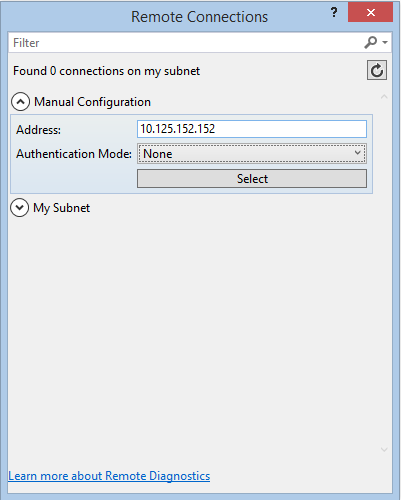 Remote Connections
?
Filter
Found 0 connections on my subnet
Manual Configuration
Address: 10.125.152.152
Authentication Mode: None
Select
My Subnet
Learn more about Remote Diagnostics